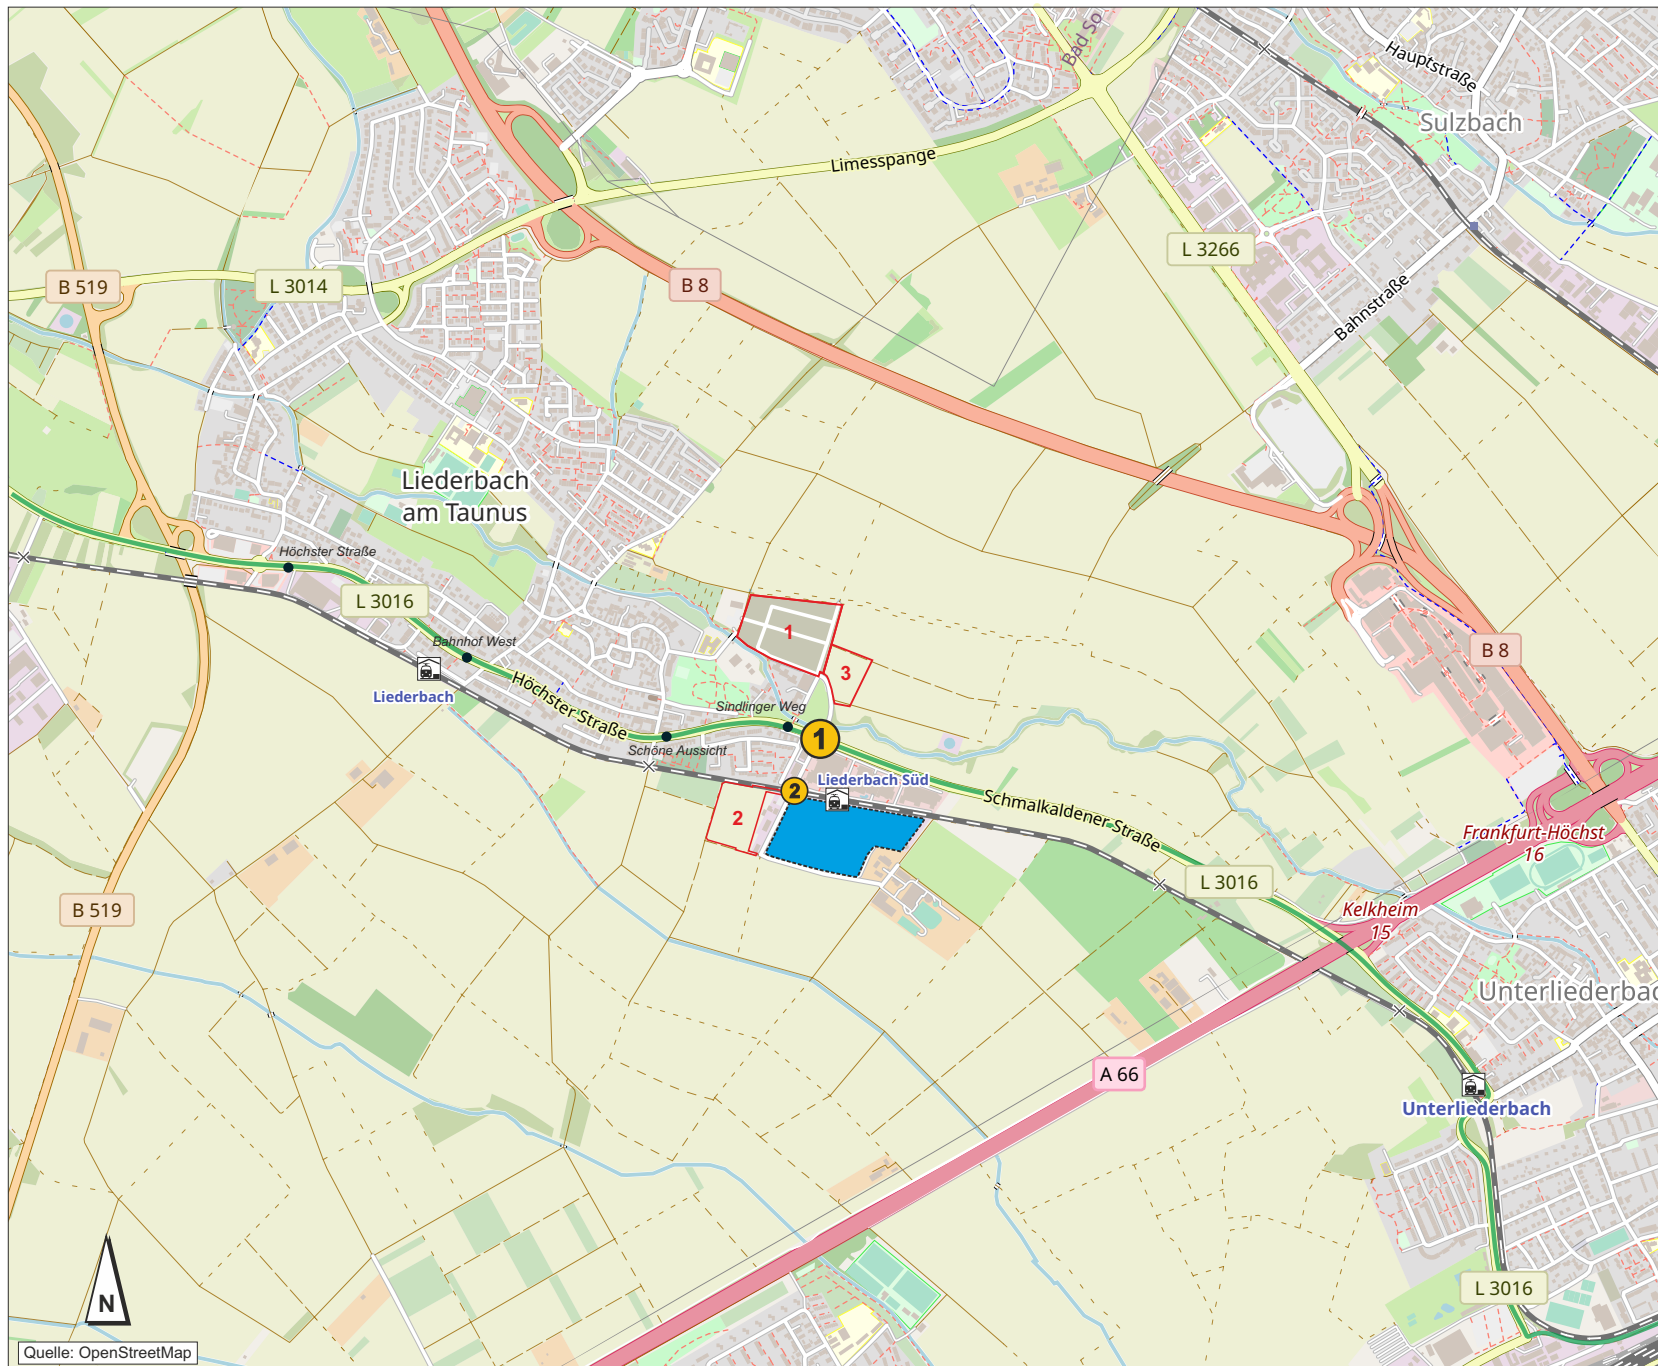 Bad So
Hauptstraße
Sulzbach
Limesspange
L 3266
B 519
L 3014
B 8
Bahnstraße
Liederbach
am Taunus
Höchster Straße
L 3016
1
Bahnhof West
3
B 8
Liederbach
Höchster Straße
Sindlinger Weg
1
Schöne Aussicht
Liederbach Süd
2
2
Schmalkaldener Straße
Frankfurt-Höchst
16
L 3016
B 519
Kelkheim
15
Unterliederbac
A 66
Unterliederbach
L 3016
N
Quelle: OpenStreetMap